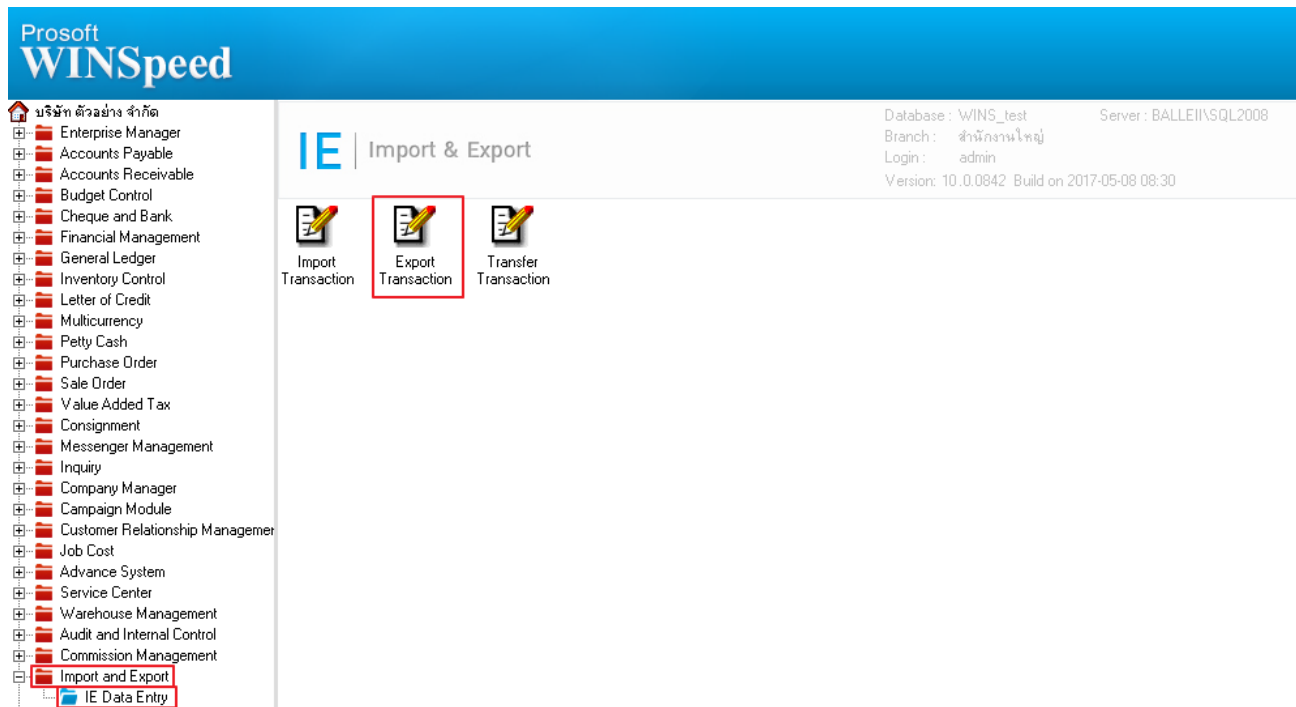 Prosoft
WINSpeed
บริษัท ตัวอย่าง จำกัด
Enterprise Manager
Accounts Payable
Accounts Receivable
Budget Control
Cheque and Bank
Financial Management
General Ledger
Inventory Control
Letter of Credit
Multicurrency
Petty Cash
Purchase Order
Sale Order
Value Added Tax
Consignment
Messenger Management
Inquiry
Company Manager
Campaign Module
Customer Relationship Managemer
Job Cost
Advance System
Service Center
Warehouse Management
Audit and Internal Control
Commission Management
Import and Export
IE Data Entry
IE Import & Export
Database : WINS_test Server : BALLEII\SQL2008
Branch : สำนักงานใหญ่
Login : admin
Version: 10.0.0842 Build on 2017-05-08 08:30
Import Transaction
Export Transaction
Transfer Transaction